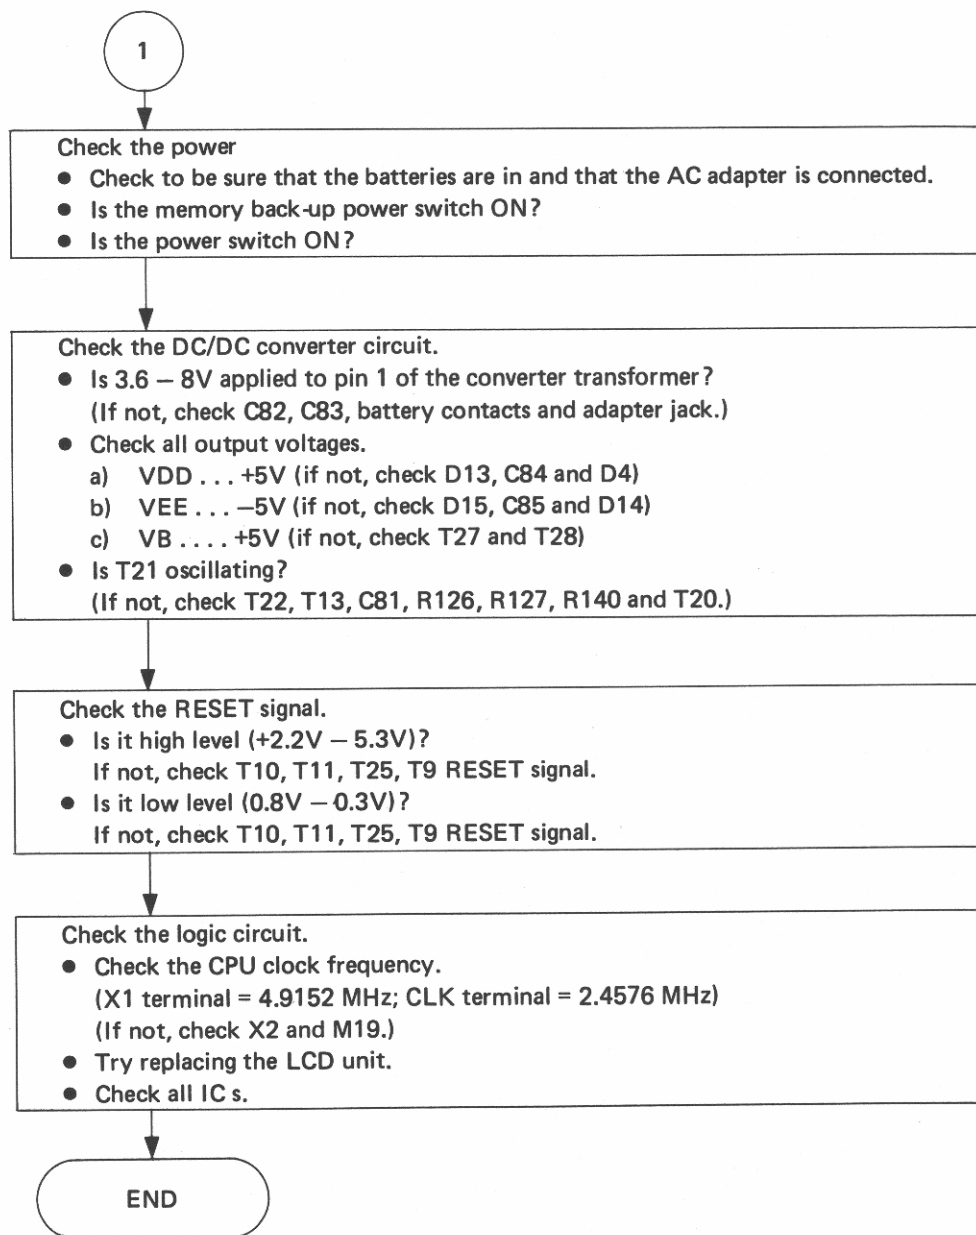 1
Check the power
● Check to be sure that the batteries are in and that the AC adapter is connected.
● Is the memory back-up power switch ON?
● Is the power switch ON?
Check the DC/DC converter circuit.
● Is 3.6 – 8V applied to pin 1 of the converter transformer?
(If not, check C82, C83, battery contacts and adapter jack.)
● Check all output voltages.
a) VDD . . . +5V (if not, check D13, C84 and D4)
b) VEE . . . –5V (if not, check D15, C85 and D14)
c) VB . . . . +5V (if not, check T27 and T28)
● Is T21 oscillating?
(If not, check T22, T13, C81, R126, R127, R140 and T20.)
Check the RESET signal.
● Is it high level (+2.2V – 5.3V)?
If not, check T10, T11, T25, T9 RESET signal.
● Is it low level (0.8V – 0.3V)?
If not, check T10, T11, T25, T9 RESET signal.
Check the logic circuit.
● Check the CPU clock frequency.
(X1 terminal = 4.9152 MHz; CLK terminal = 2.4576 MHz)
(If not, check X2 and M19.)
● Try replacing the LCD unit.
● Check all IC s.
END